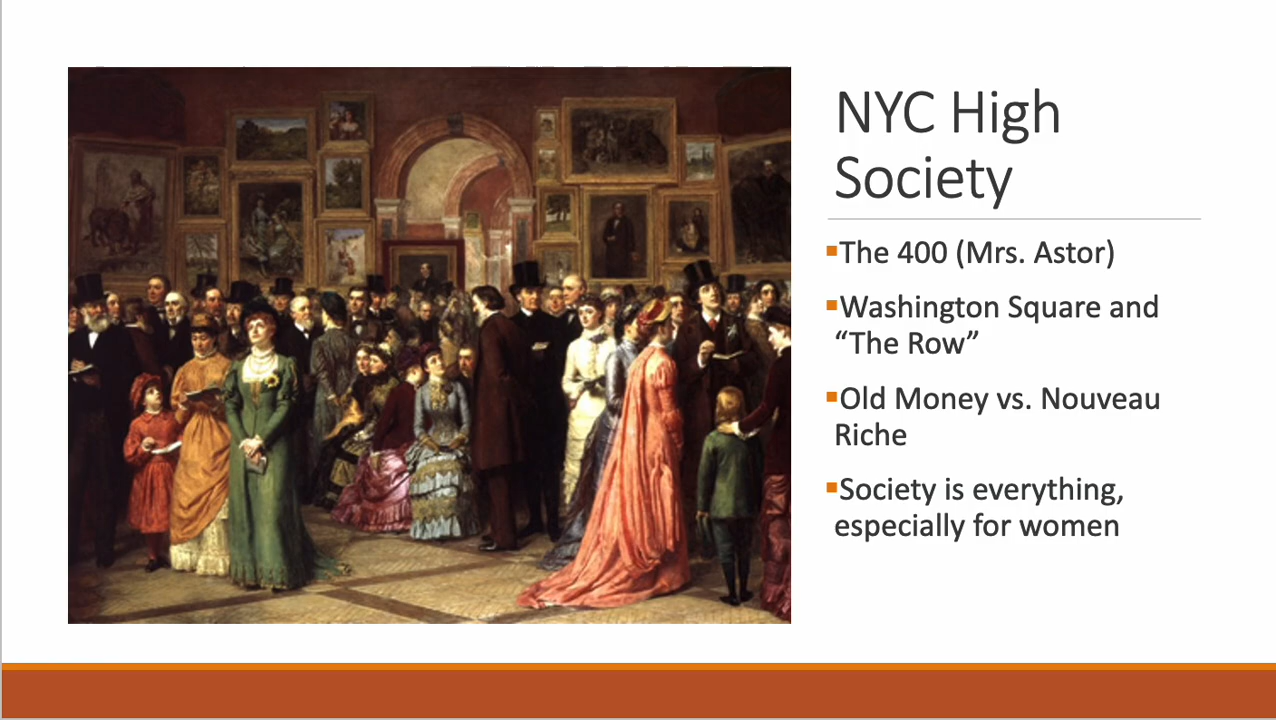 NYC High
Society
▪The 400 (Mrs. Astor)
▪Washington Square and
“The Row”
▪Old Money vs. Nouveau
Riche
▪Society is everything,
especially for women